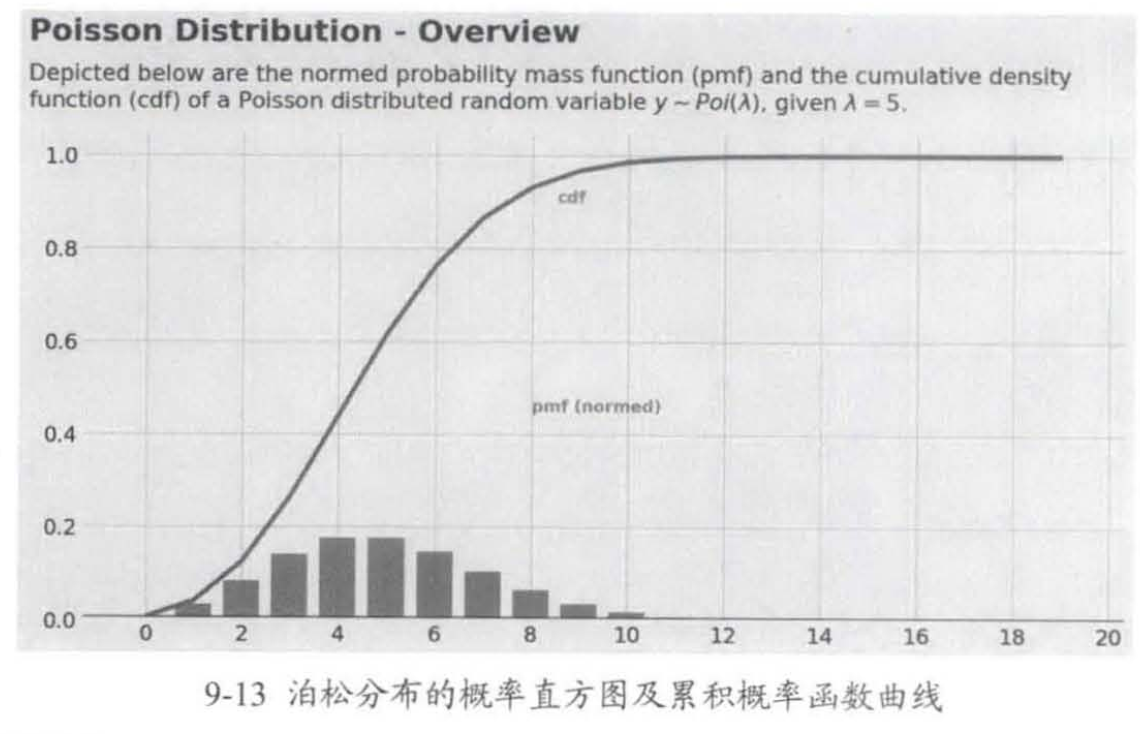 Poisson Distribution - Overview
Depicted below are the normed probability mass function (pmf) and the cumulative density
function (cdf) of a Poisson distributed random variable y ~ Poi(λ), given λ = 5.
1.0
cdf
0.8
0.6
pmf (normed)
0.4
0.2
0.0
0 2 4 6 8 10 12 14 16 18 20
9-13 泊松分布的概率直方图及累积概率函数曲线